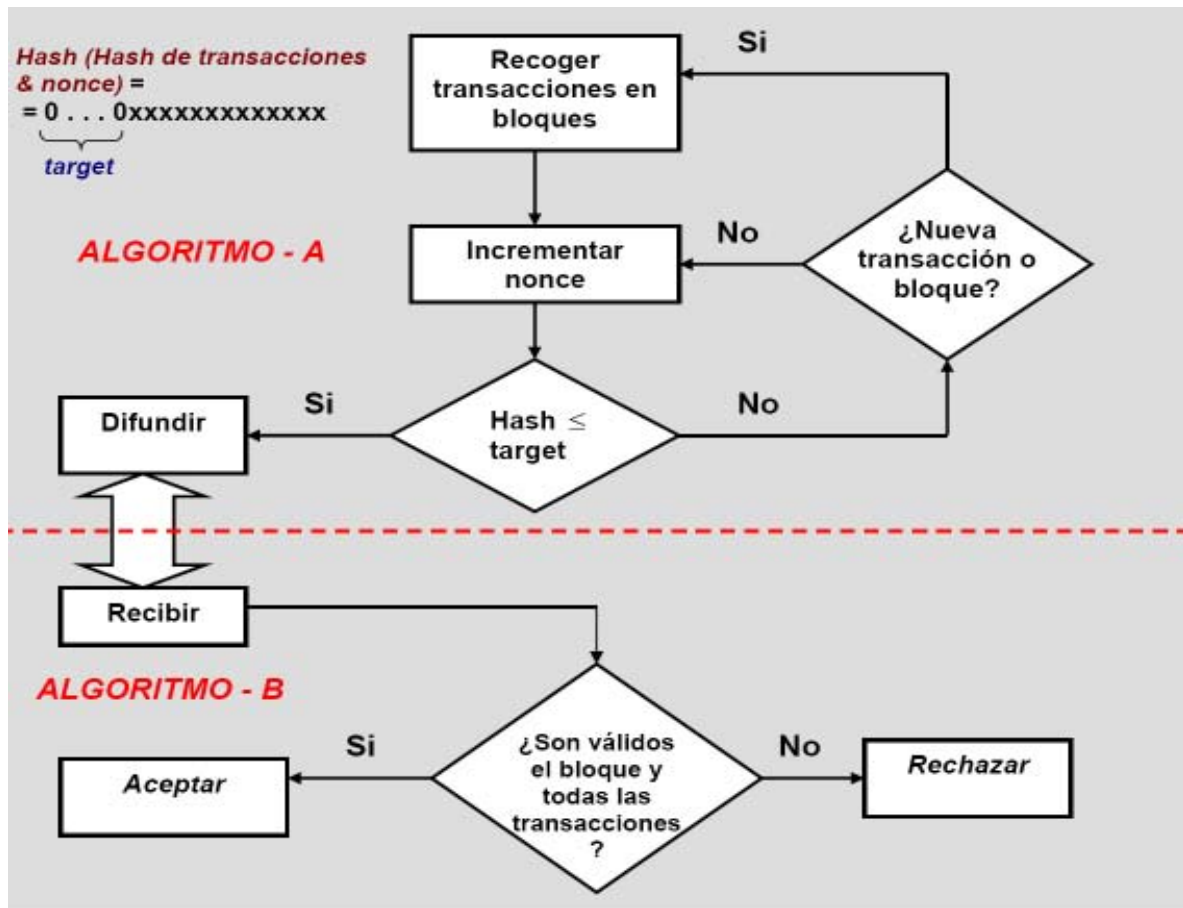 Hash (Hash de transacciones
& nonce) =
= 0 . . . 0xxxxxxxxxxxxx
target
ALGORITMO - A
Recoger
transacciones en
bloques
Si
Incrementar
nonce
No
¿Nueva
transacción o
bloque?
Difundir
Si
Hash ≤
target
No
Recibir
ALGORITMO - B
Aceptar
Si
¿Son válidos
el bloque y
todas las
transacciones
?
No
Rechazar